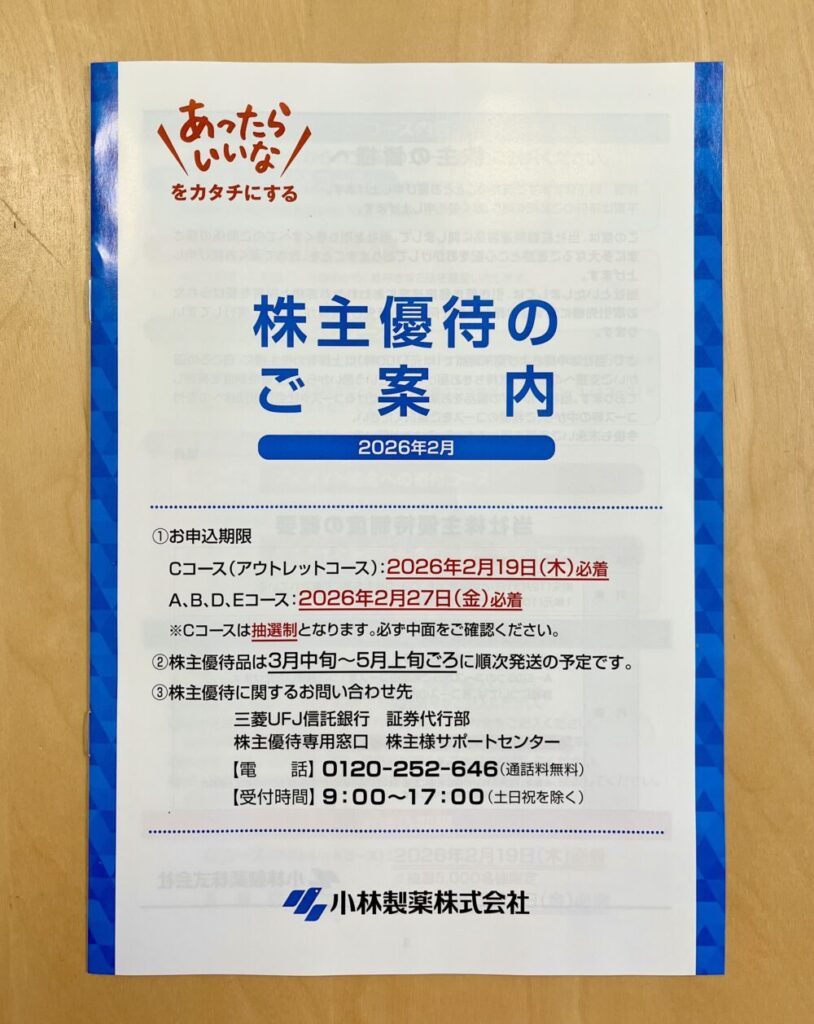 あったら
いいな
をカタチにする
株主優待の
ご案内
2026年2月
①お申込期限
Cコース（アウトレットコース）：2026年2月19日（木）必着
A、B、D、Eコース：2026年2月27日（金）必着
※Cコースは抽選制となります。必ず中面をご確認ください。
②株主優待品は3月中旬〜5月上旬ごろに順次発送の予定です。
③株主優待に関するお問い合わせ先
三菱UFJ信託銀行　証券代行部
株主優待専用窓口　株主様サポートセンター
【電　話】0120-252-646（通話料無料）
【受付時間】9：00〜17：00（土日祝を除く）
小林製薬株式会社